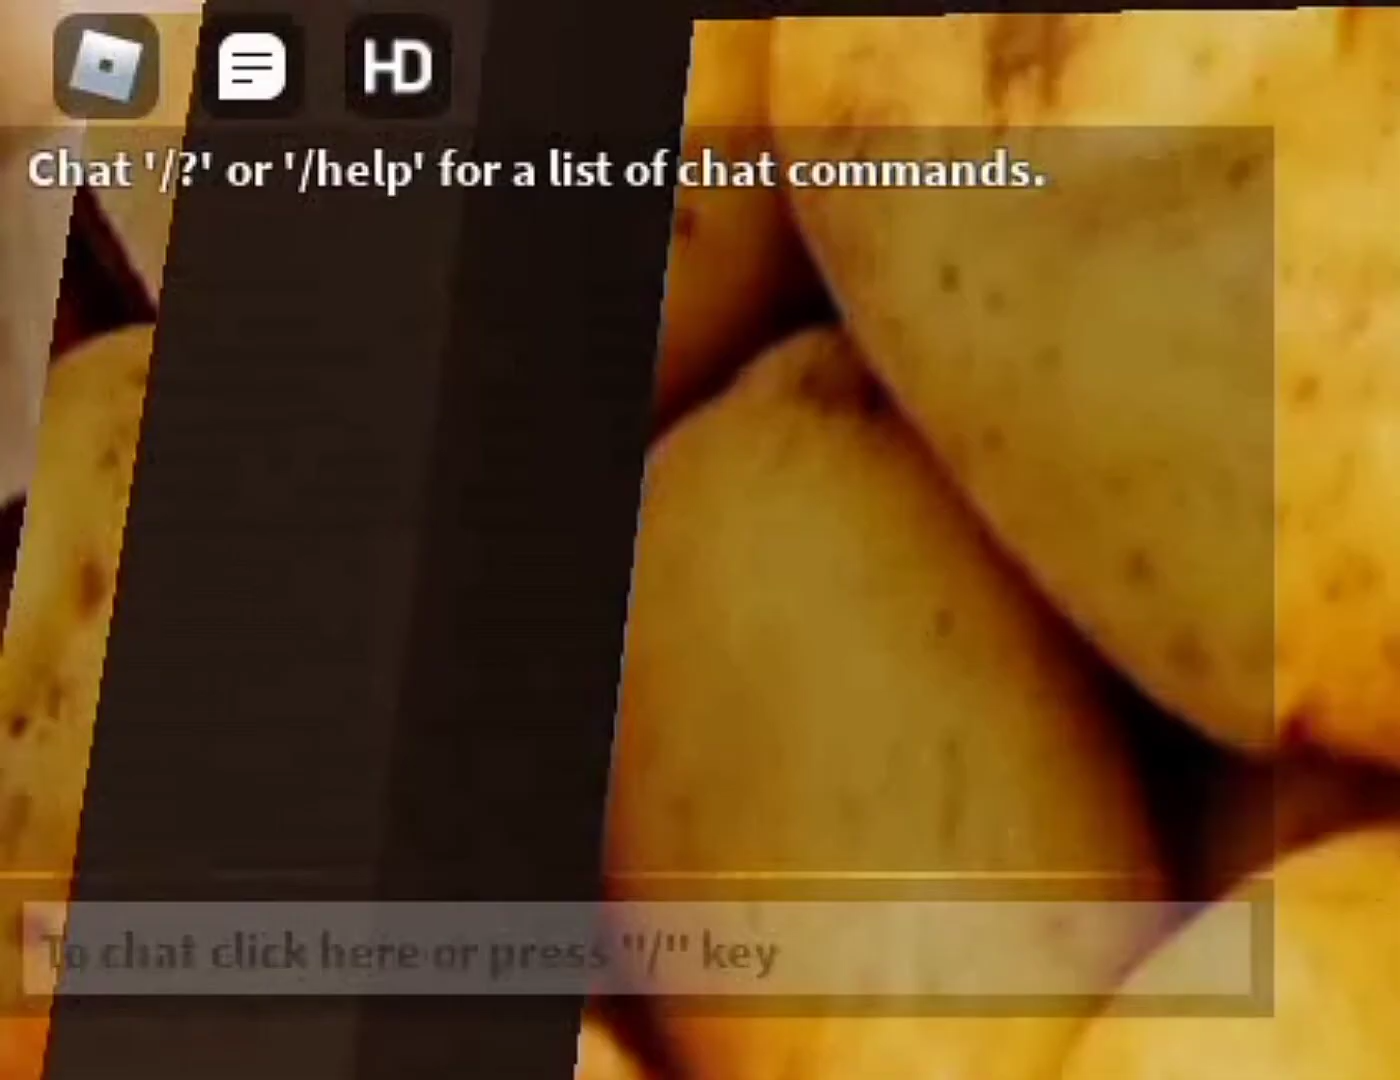 HD
Chat '/?' or '/help' for a list of chat commands.
To chat click here or press "/" key